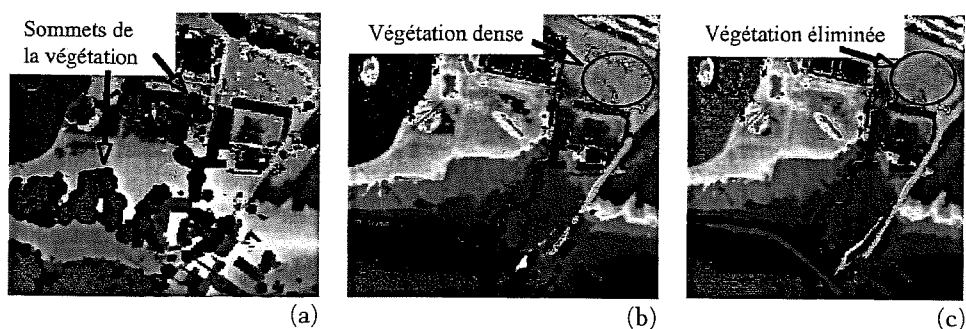 Sommets de
la végétation
Végétation dense
Végétation éliminée
(a)
(b)
(c)